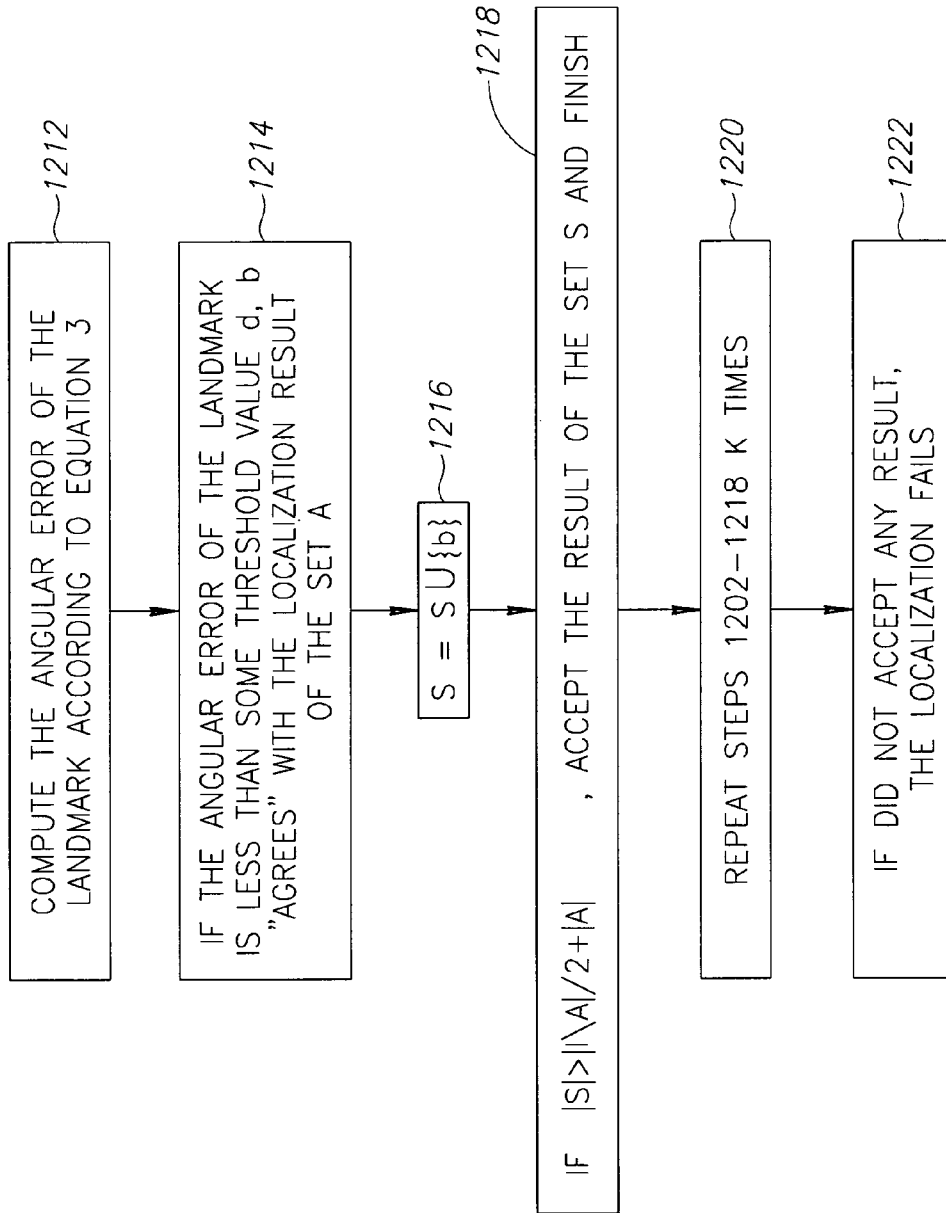 COMPUTE THE ANGULAR ERROR OF THE
LANDMARK ACCORDING TO EQUATION 3
1212
IF THE ANGULAR ERROR OF THE LANDMARK
IS LESS THAN SOME THRESHOLD VALUE d, b
"AGREES" WITH THE LOCALIZATION RESULT
OF THE SET A
1214
S = S U{b}
1216
IF |S|>|I\A|/2+|A| , ACCEPT THE RESULT OF THE SET S AND FINISH
1218
REPEAT STEPS 1202-1218 K TIMES
1220
IF DID NOT ACCEPT ANY RESULT,
THE LOCALIZATION FAILS
1222